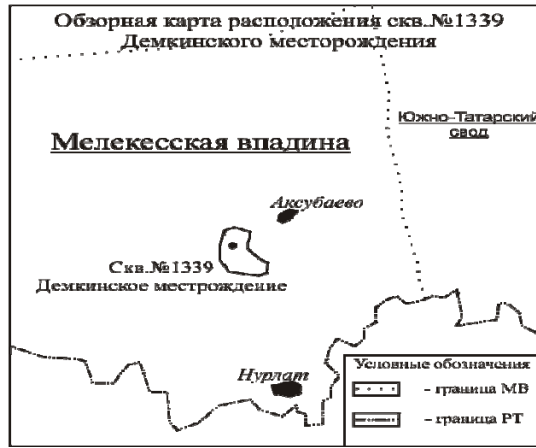 Обзорная карта расположения скв.№1339
Демкинского месторождения
Южно-Татарский
свод
Мелекесская впадина
Аксубаево
Скв.№1339
Демкинское местрождение
Нурлат
Условные обозначения
- граница МВ
- граница РТ